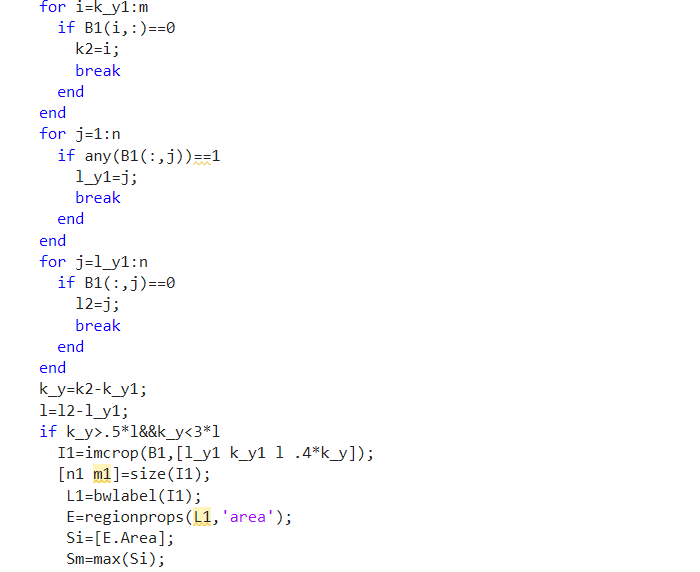 for i=k_y1:m
if B1(i,:)==0
k2=i;
break
end
end
for j=1:n
if any(B1(:,j))==1
l_y1=j;
break
end
end
for j=l_y1:n
if B1(:,j)==0
l2=j;
break
end
end
k_y=k2-k_y1;
l=l2-l_y1;
if k_y>.5*l&&k_y<3*l
I1=imcrop(B1,[l_y1 k_y1 l .4*k_y]);
[n1 m1]=size(I1);
L1=bwlabel(I1);
E=regionprops(L1,'area');
Si=[E.Area];
Sm=max(Si);